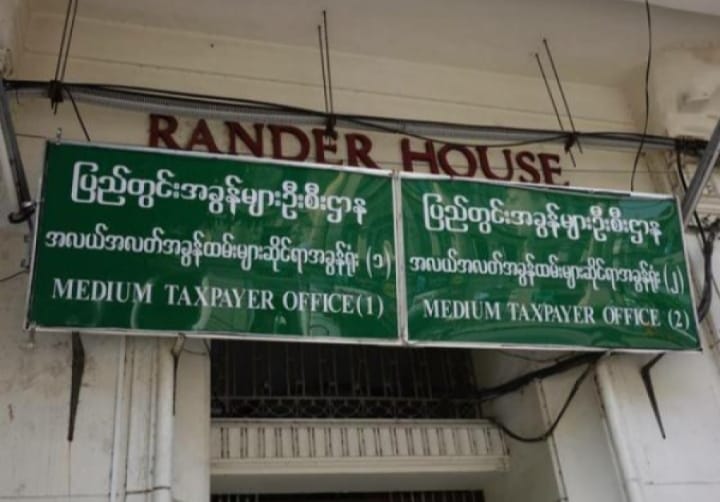 RANDER HOUSE
ပြည်တွင်းအခွန်များဦးစီးဌာန
အလယ်အလတ်အခွန်ထမ်းများဆိုင်ရာအခွန်ရုံး (၁)
MEDIUM TAXPAYER OFFICE(1)
ပြည်တွင်းအခွန်များဦးစီးဌာန
အလယ်အလတ်အခွန်ထမ်းများဆိုင်ရာအခွန်ရုံး (၂)
MEDIUM TAXPAYER OFFICE (2)